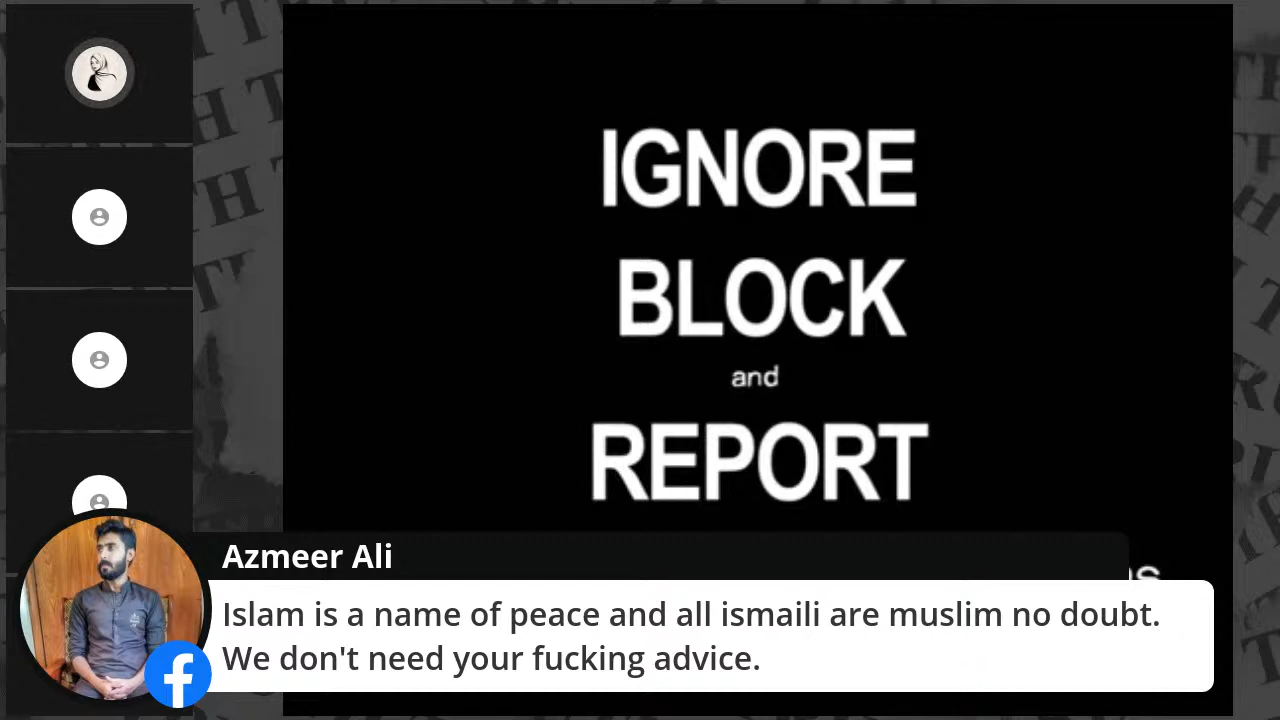 IGNORE
BLOCK
and
REPORT
Azmeer Ali
Islam is a name of peace and all ismaili are muslim no doubt.
We don't need your fucking advice.